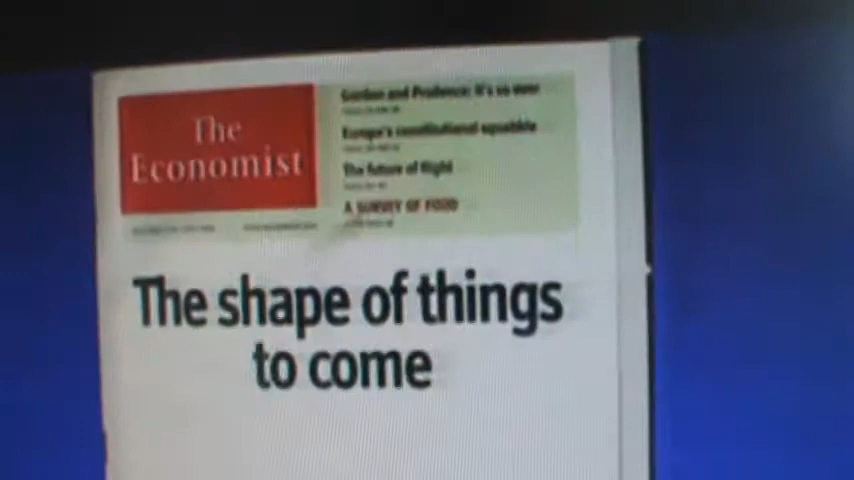 The
Economist
Gordon and Prudence: it's so over
Europe's constitutional squabble
The future of flight
A SURVEY OF FOOD
The shape of things
to come